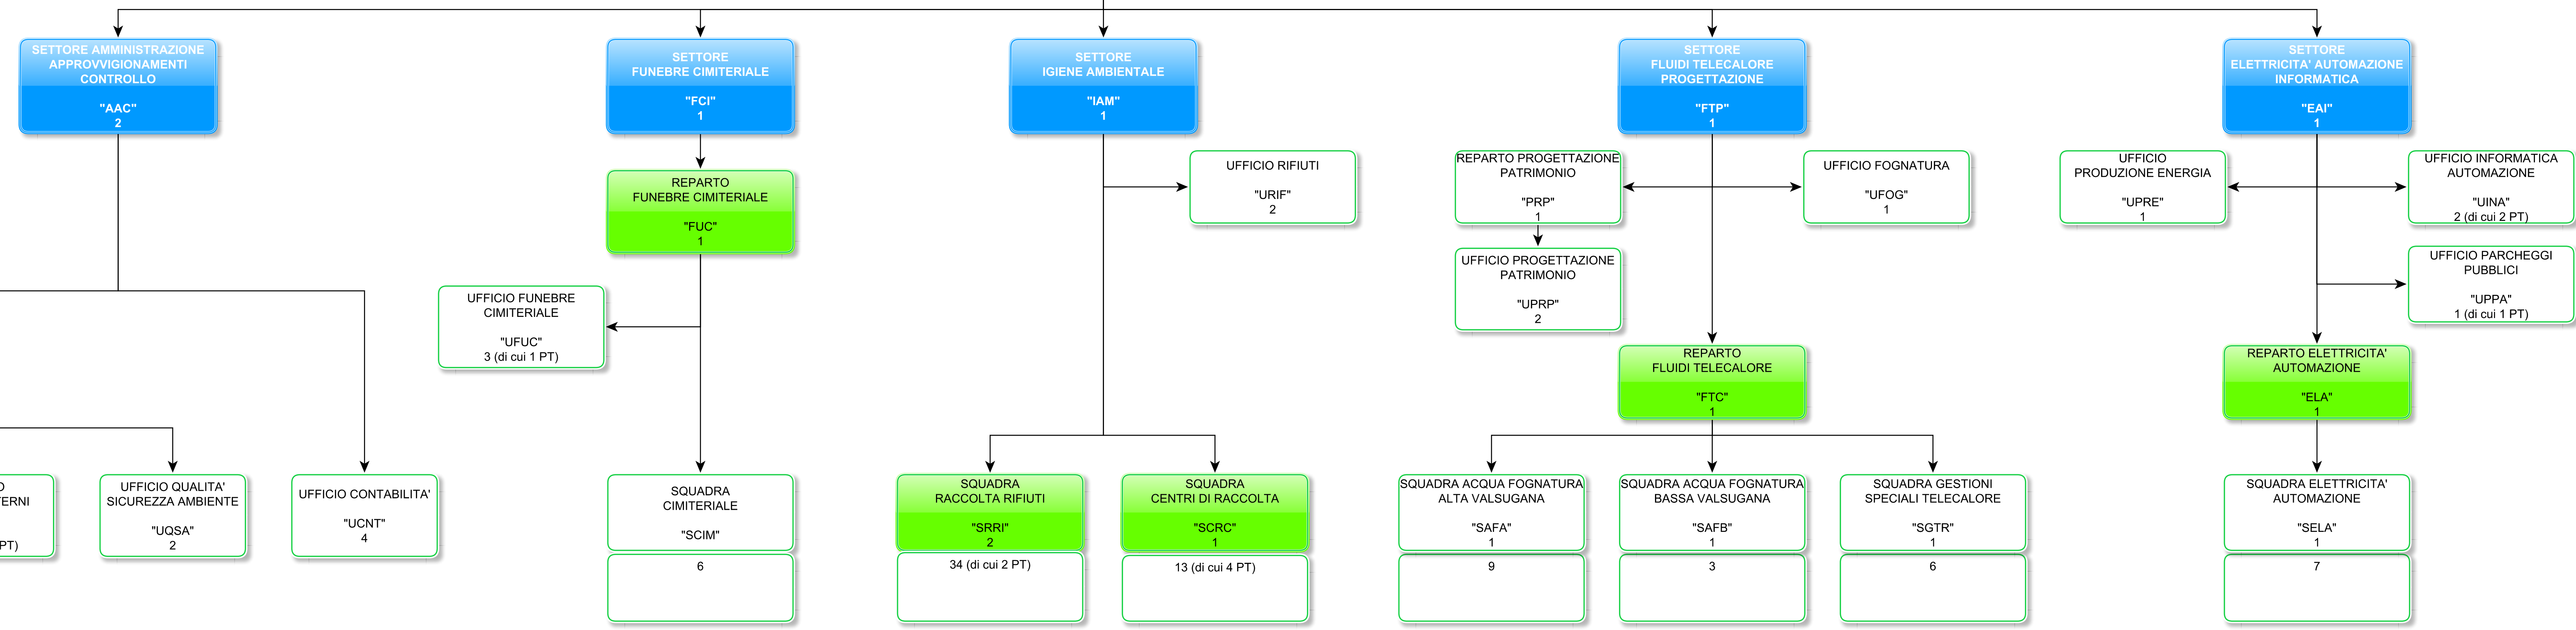 SETTORE AMMINISTRAZIONE
APPROVVIGIONAMENTI
CONTROLLO
"AAC"
2
SETTORE
FUNEBRE CIMITERIALE
"FCI"
1
SETTORE
IGIENE AMBIENTALE
"IAM"
1
SETTORE
FLUIDI TELECALORE
PROGETTAZIONE
"FTP"
1
SETTORE
ELETTRICITA' AUTOMAZIONE
INFORMATICA
"EAI"
1
REPARTO
FUNEBRE CIMITERIALE
"FUC"
1
UFFICIO RIFIUTI
"URIF"
2
REPARTO PROGETTAZIONE
PATRIMONIO
"PRP"
1
UFFICIO FOGNATURA
"UFOG"
1
UFFICIO
PRODUZIONE ENERGIA
"UPRE"
1
UFFICIO INFORMATICA
AUTOMAZIONE
"UINA"
2 (di cui 2 PT)
UFFICIO PROGETTAZIONE
PATRIMONIO
"UPRP"
2
UFFICIO PARCHEGGI
PUBBLICI
"UPPA"
1 (di cui 1 PT)
UFFICIO FUNEBRE
CIMITERIALE
"UFUC"
3 (di cui 1 PT)
REPARTO
FLUIDI TELECALORE
"FTC"
1
REPARTO ELETTRICITA'
AUTOMAZIONE
"ELA"
1
O
TERNI
PT)
UFFICIO QUALITA'
SICUREZZA AMBIENTE
"UQSA"
2
UFFICIO CONTABILITA'
"UCNT"
4
SQUADRA
CIMITERIALE
"SCIM"
6
SQUADRA
RACCOLTA RIFIUTI
"SRRI"
2
34 (di cui 2 PT)
SQUADRA
CENTRI DI RACCOLTA
"SCRC"
1
13 (di cui 4 PT)
SQUADRA ACQUA FOGNATURA
ALTA VALSUGANA
"SAFA"
1
9
SQUADRA ACQUA FOGNATURA
BASSA VALSUGANA
"SAFB"
1
3
SQUADRA GESTIONI
SPECIALI TELECALORE
"SGTR"
1
6
SQUADRA ELETTRICITA'
AUTOMAZIONE
"SELA"
1
7